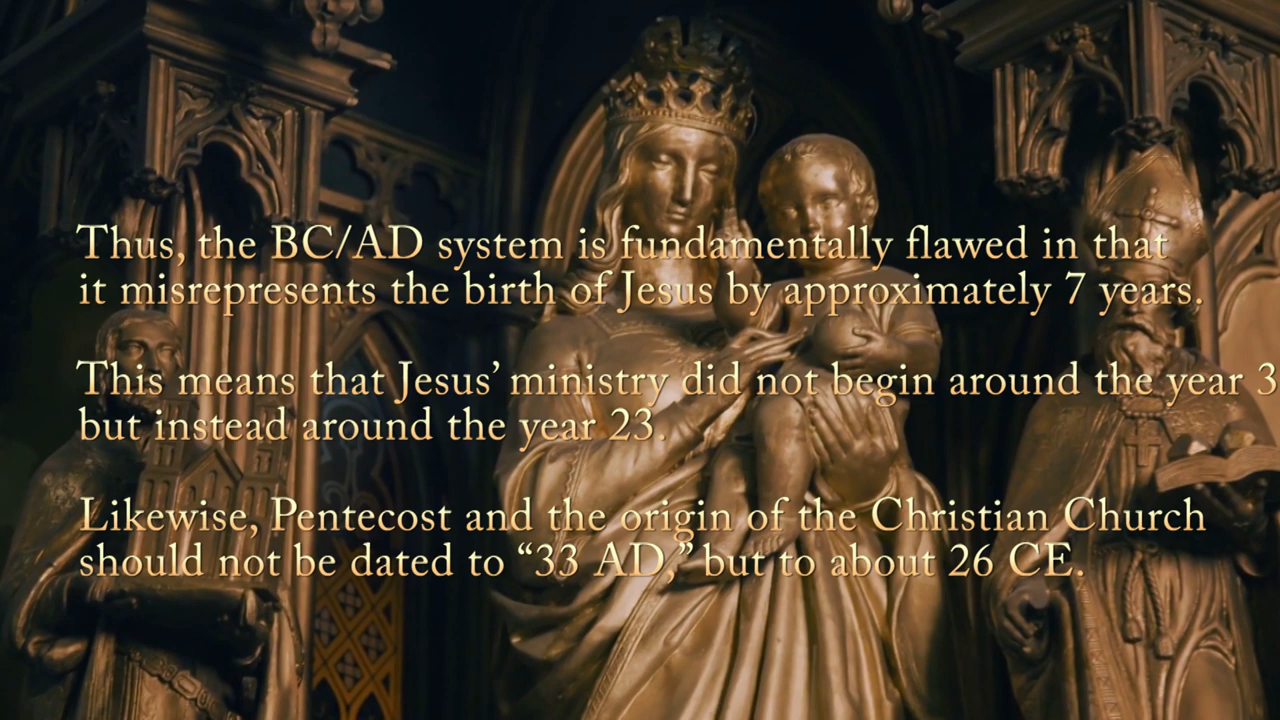 Thus, the BC/AD system is fundamentally flawed in that
it misrepresents the birth of Jesus by approximately 7 years.
This means that Jesus’ ministry did not begin around the year 3
but instead around the year 23.
Likewise, Pentecost and the origin of the Christian Church
should not be dated to “33 AD,” but to about 26 CE.